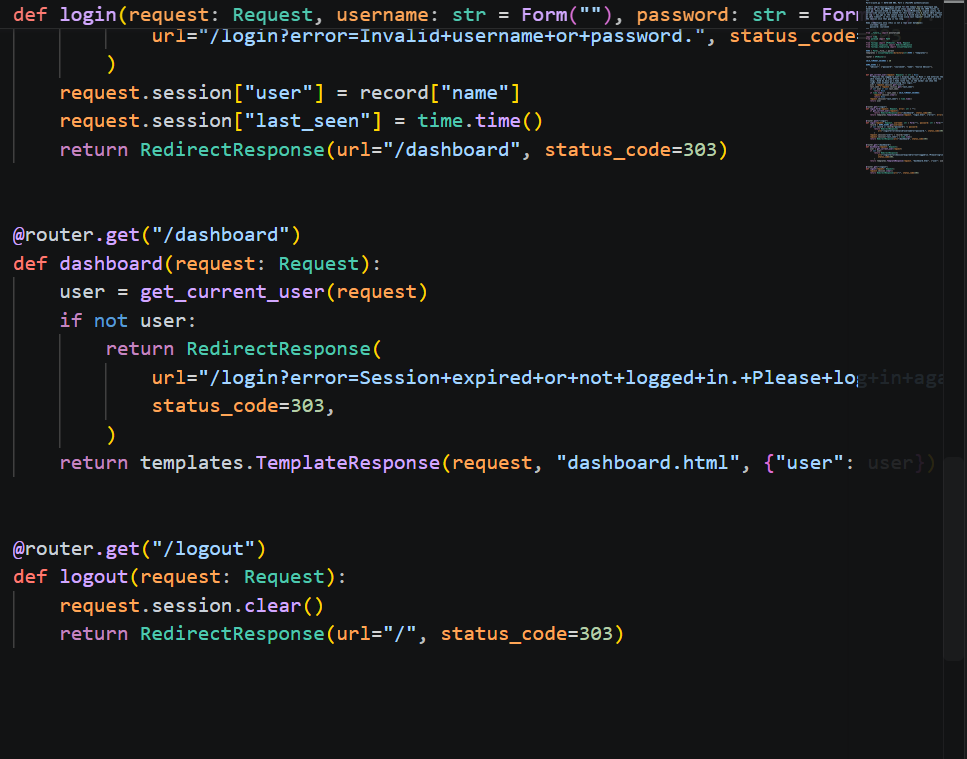 def login(request: Request, username: str = Form(""), password: str = Form
url="/login?error=Invalid+username+or+password.", status_code=
)
request.session["user"] = record["name"]
request.session["last_seen"] = time.time()
return RedirectResponse(url="/dashboard", status_code=303)
@router.get("/dashboard")
def dashboard(request: Request):
user = get_current_user(request)
if not user:
return RedirectResponse(
url="/login?error=Session+expired+or+not+logged+in.+Please+log+in+aga
status_code=303,
)
return templates.TemplateResponse(request, "dashboard.html", {"user": user})
@router.get("/logout")
def logout(request: Request):
request.session.clear()
return RedirectResponse(url="/", status_code=303)